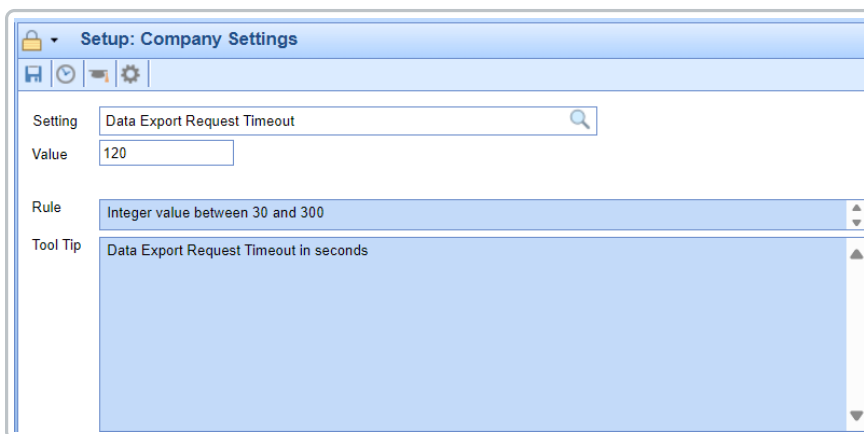 Setup: Company Settings
Setting Data Export Request Timeout
Value 120
Rule Integer value between 30 and 300
Tool Tip Data Export Request Timeout in seconds